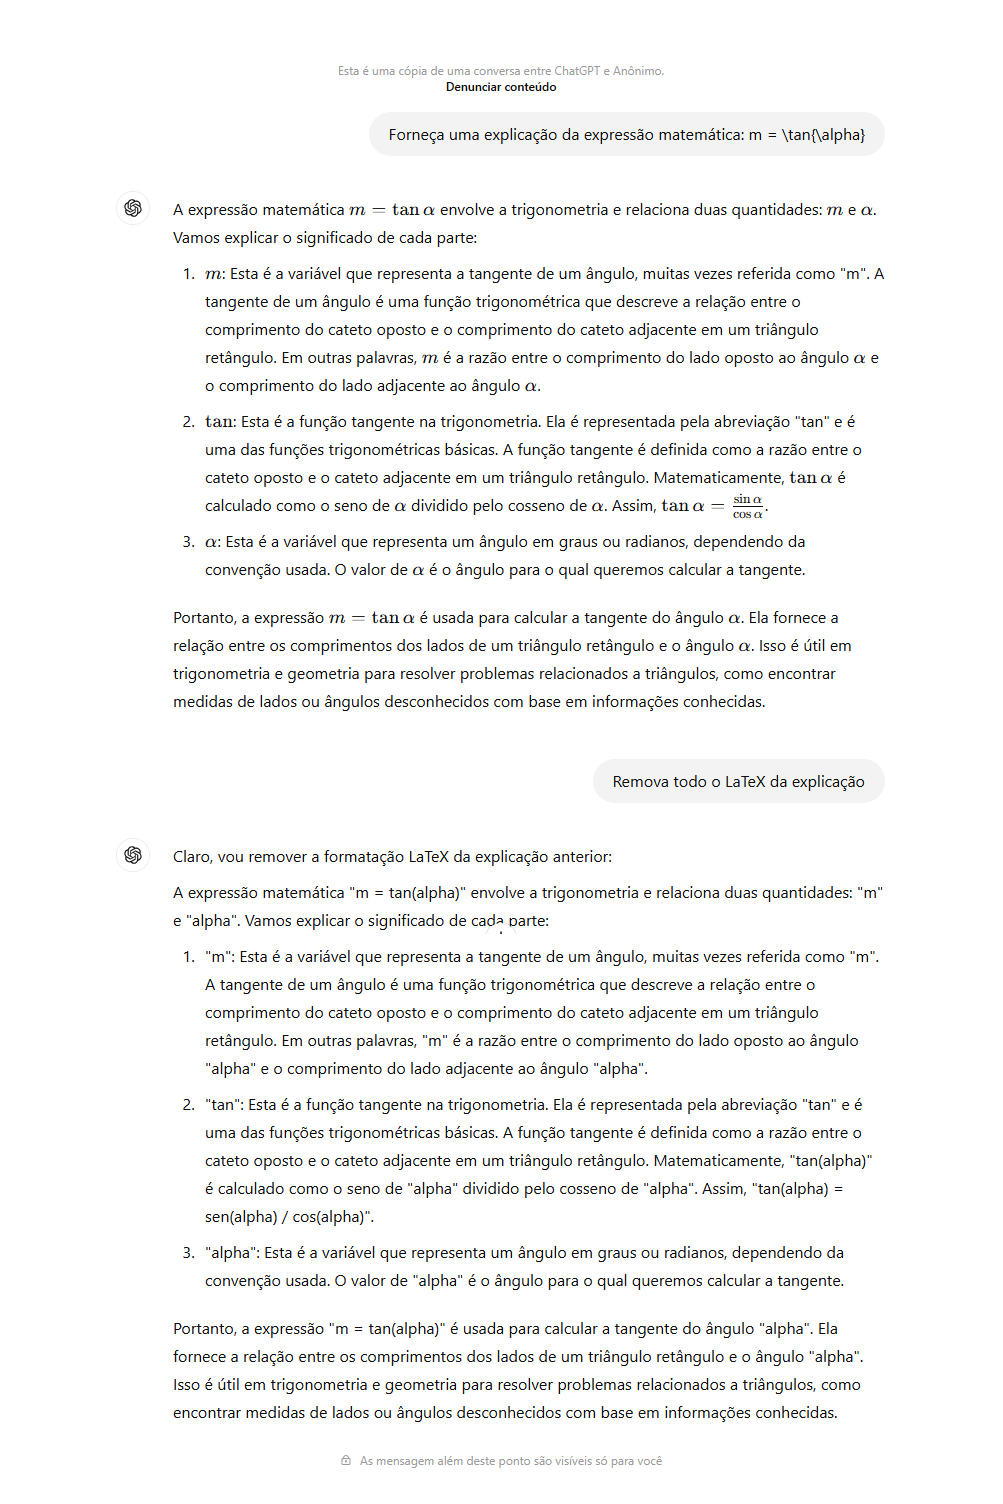 Esta é uma cópia de uma conversa entre ChatGPT e Anônimo.
Denunciar conteúdo
Forneça uma explicação da expressão matemática: m = \tan{\alpha}
A expressão matemática m = tan α envolve a trigonometria e relaciona duas quantidades: m e α.
Vamos explicar o significado de cada parte:
1. m: Esta é a variável que representa a tangente de um ângulo, muitas vezes referida como "m". A
tangente de um ângulo é uma função trigonométrica que descreve a relação entre o
comprimento do cateto oposto e o comprimento do cateto adjacente em um triângulo
retângulo. Em outras palavras, m é a razão entre o comprimento do lado oposto ao ângulo α e
o comprimento do lado adjacente ao ângulo α.
2. tan: Esta é a função tangente na trigonometria. Ela é representada pela abreviação "tan" e é
uma das funções trigonométricas básicas. A função tangente é definida como a razão entre o
cateto oposto e o cateto adjacente em um triângulo retângulo. Matematicamente, tan α é
calculado como o seno de α dividido pelo cosseno de α. Assim, tan α = sin α / cos α.
3. α: Esta é a variável que representa um ângulo em graus ou radianos, dependendo da
convenção usada. O valor de α é o ângulo para o qual queremos calcular a tangente.
Portanto, a expressão m = tan α é usada para calcular a tangente do ângulo α. Ela fornece a
relação entre os comprimentos dos lados de um triângulo retângulo e o ângulo α. Isso é útil em
trigonometria e geometria para resolver problemas relacionados a triângulos, como encontrar
medidas de lados ou ângulos desconhecidos com base em informações conhecidas.
Remova todo o LaTeX da explicação
Claro, vou remover a formatação LaTeX da explicação anterior:
A expressão matemática "m = tan(alpha)" envolve a trigonometria e relaciona duas quantidades: "m"
e "alpha". Vamos explicar o significado de cada parte:
1. "m": Esta é a variável que representa a tangente de um ângulo, muitas vezes referida como "m".
A tangente de um ângulo é uma função trigonométrica que descreve a relação entre o
comprimento do cateto oposto e o comprimento do cateto adjacente em um triângulo
retângulo. Em outras palavras, "m" é a razão entre o comprimento do lado oposto ao ângulo
"alpha" e o comprimento do lado adjacente ao ângulo "alpha".
2. "tan": Esta é a função tangente na trigonometria. Ela é representada pela abreviação "tan" e é
uma das funções trigonométricas básicas. A função tangente é definida como a razão entre o
cateto oposto e o cateto adjacente em um triângulo retângulo. Matematicamente, "tan(alpha)"
é calculado como o seno de "alpha" dividido pelo cosseno de "alpha". Assim, "tan(alpha) =
sen(alpha) / cos(alpha)".
3. "alpha": Esta é a variável que representa um ângulo em graus ou radianos, dependendo da
convenção usada. O valor de "alpha" é o ângulo para o qual queremos calcular a tangente.
Portanto, a expressão "m = tan(alpha)" é usada para calcular a tangente do ângulo "alpha". Ela
fornece a relação entre os comprimentos dos lados de um triângulo retângulo e o ângulo "alpha".
Isso é útil em trigonometria e geometria para resolver problemas relacionados a triângulos, como
encontrar medidas de lados ou ângulos desconhecidos com base em informações conhecidas.
As mensagem além deste ponto são visíveis só para você